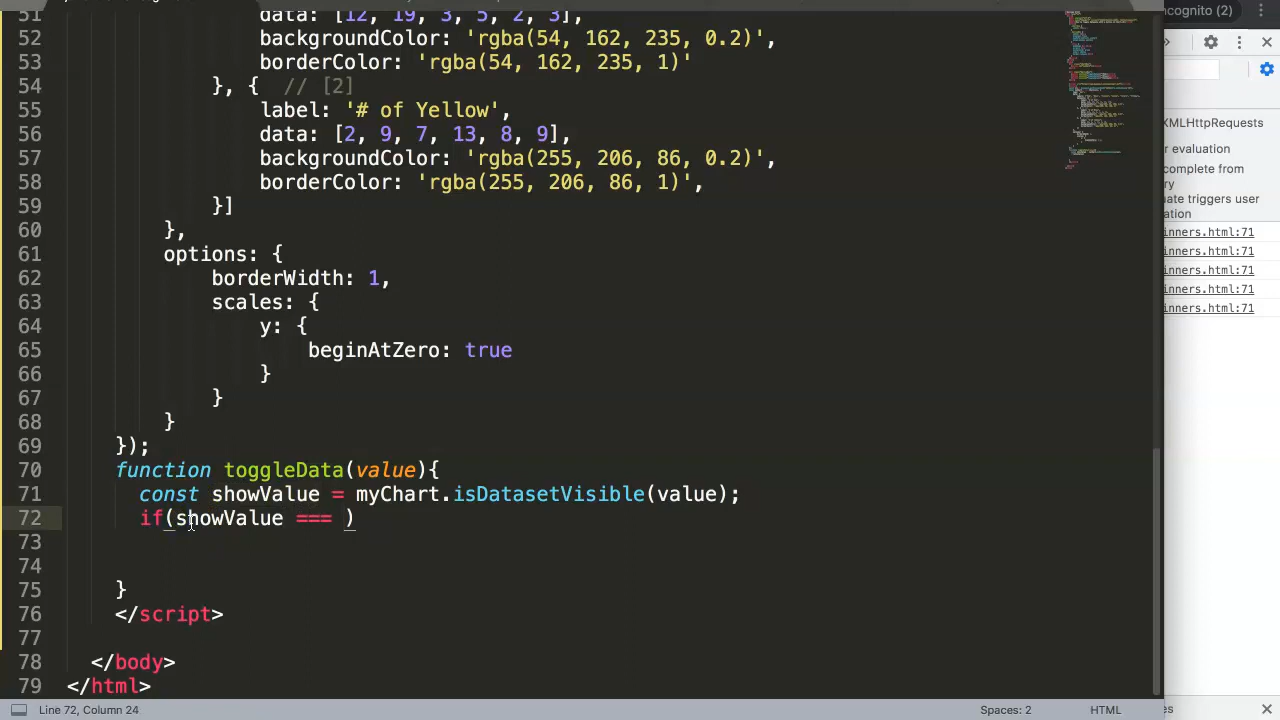 ncognito (2)
51 data: [12, 19, 3, 5, 2, 3],
52 backgroundColor: 'rgba(54, 162, 235, 0.2)',
53 borderColor: 'rgba(54, 162, 235, 1)'
54 }, { // [2]
55 label: '# of Yellow',
56 data: [2, 9, 7, 13, 8, 9],
57 backgroundColor: 'rgba(255, 206, 86, 0.2)',
58 borderColor: 'rgba(255, 206, 86, 1)',
59 }]
60 },
61 options: {
62 borderWidth: 1,
63 scales: {
64 y: {
65 beginAtZero: true
66 }
67 }
68 }
69 });
70 function toggleData(value){
71 const showValue = myChart.isDatasetVisible(value);
72 if(showValue === )
73
74
75 }
76 </script>
77
78 </body>
79 </html>
XMLHttpRequests
r evaluation
complete from
ry
uate triggers user
ation
inners.html:71
inners.html:71
inners.html:71
inners.html:71
inners.html:71
es
Line 72, Column 24
Spaces: 2
HTML